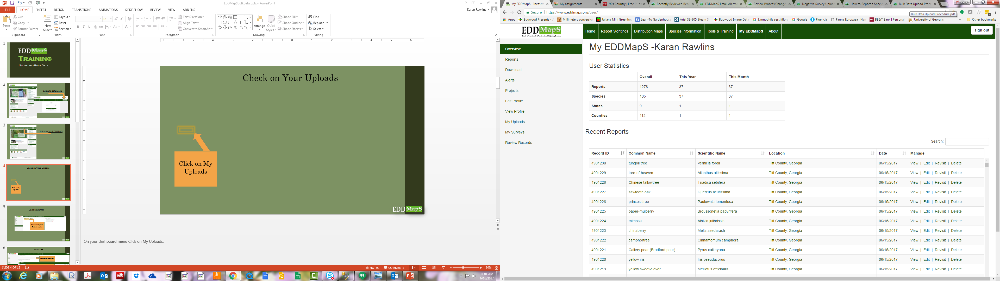 EDDMapSbulkData.pptx - PowerPoint
FILE HOME INSERT DESIGN TRANSITIONS ANIMATIONS SLIDE SHOW REVIEW VIEW ADD-INS
Karan Rawlins
Paste
Cut
Copy
Format Painter
Clipboard
New Slide
Layout
Reset
Section
Slides
18
Font
Text Direction
Align Text
Convert to SmartArt
Paragraph
Arrange
Quick Styles
Shape Fill
Shape Outline
Shape Effects
Drawing
Find
Replace
Select
Editing
1
EDDMapS
Training
Uploading Bulk Data
2
Login to EDDMapS
3
Click on My EDDMapS
4
Check on Your Uploads
Click on My Uploads
5
Uploading Data
Click on Upload Data to begin
6
Add Files
Check on Your Uploads
Click on My
Uploads
EDDMapS
On your dashboard menu Click on My Uploads.
SLIDE 4 OF 15
NOTES COMMENTS
80%
11:01 AM
6/16/2017
My EDDMapS - Invasive
My assignments
'90s Country | Free
Recently Reviewed Rec
EDDMapS Email Alerts
Review Process Change
Negative Survey Uploa
How to Report a Specie
Bulk Data Upload Proce
Karan
Secure https://www.eddmaps.org/user/
Bulk Data Upload Procedure.pdf
Apps
Bugwood Presents - A
Millimeters conversion
Juliana Mini Greenhou
Lean-To Gardenhouse
Ariel SS-905 Steam Sh
Bugwood Image Data
Limnophila sessiliflora
Google
Fluencia
Fauna Europaea : Nam
BB&T Bank | Personal
University of Georgia:
Other bookmarks
EDDMapS
Early Detection & Distribution Mapping System
Home Report Sightings Distribution Maps Species Information Tools & Training My EDDMapS About
sign out
Overview
Reports
Download
Alerts
Projects
Edit Profile
View Profile
My Uploads
My Surveys
Review Records
My EDDMapS -Karan Rawlins
User Statistics
Overall This Year This Month
Reports 1278 37 37
Species 105 37 37
States 9 1 1
Counties 112 1 1
Recent Reports
Search:
Record ID Common Name Scientific Name Location Date Manage
4901230 tungoil tree Vernicia fordii Tift County, Georgia 06/15/2017 View | Edit | Revisit | Delete
4901229 tree-of-heaven Ailanthus altissima Tift County, Georgia 06/15/2017 View | Edit | Revisit | Delete
4901228 Chinese tallowtree Triadica sebifera Tift County, Georgia 06/15/2017 View | Edit | Revisit | Delete
4901227 sawtooth oak Quercus acutissima Tift County, Georgia 06/15/2017 View | Edit | Revisit | Delete
4901226 princesstree Paulownia tomentosa Tift County, Georgia 06/15/2017 View | Edit | Revisit | Delete
4901225 paper-mulberry Broussonetia papyrifera Tift County, Georgia 06/15/2017 View | Edit | Revisit | Delete
4901224 mimosa Albizia julibrissin Tift County, Georgia 06/15/2017 View | Edit | Revisit | Delete
4901223 chinaberry Melia azedarach Tift County, Georgia 06/15/2017 View | Edit | Revisit | Delete
4901222 camphortree Cinnamomum camphora Tift County, Georgia 06/15/2017 View | Edit | Revisit | Delete
4901221 Callery pear (Bradford pear) Pyrus calleryana Tift County, Georgia 06/15/2017 View | Edit | Revisit | Delete
4901220 yellow iris Iris pseudacorus Tift County, Georgia 06/15/2017 View | Edit | Revisit | Delete
4901219 yellow sweet-clover Melilotus officinalis Tift County, Georgia 06/15/2017 View | Edit | Revisit | Delete